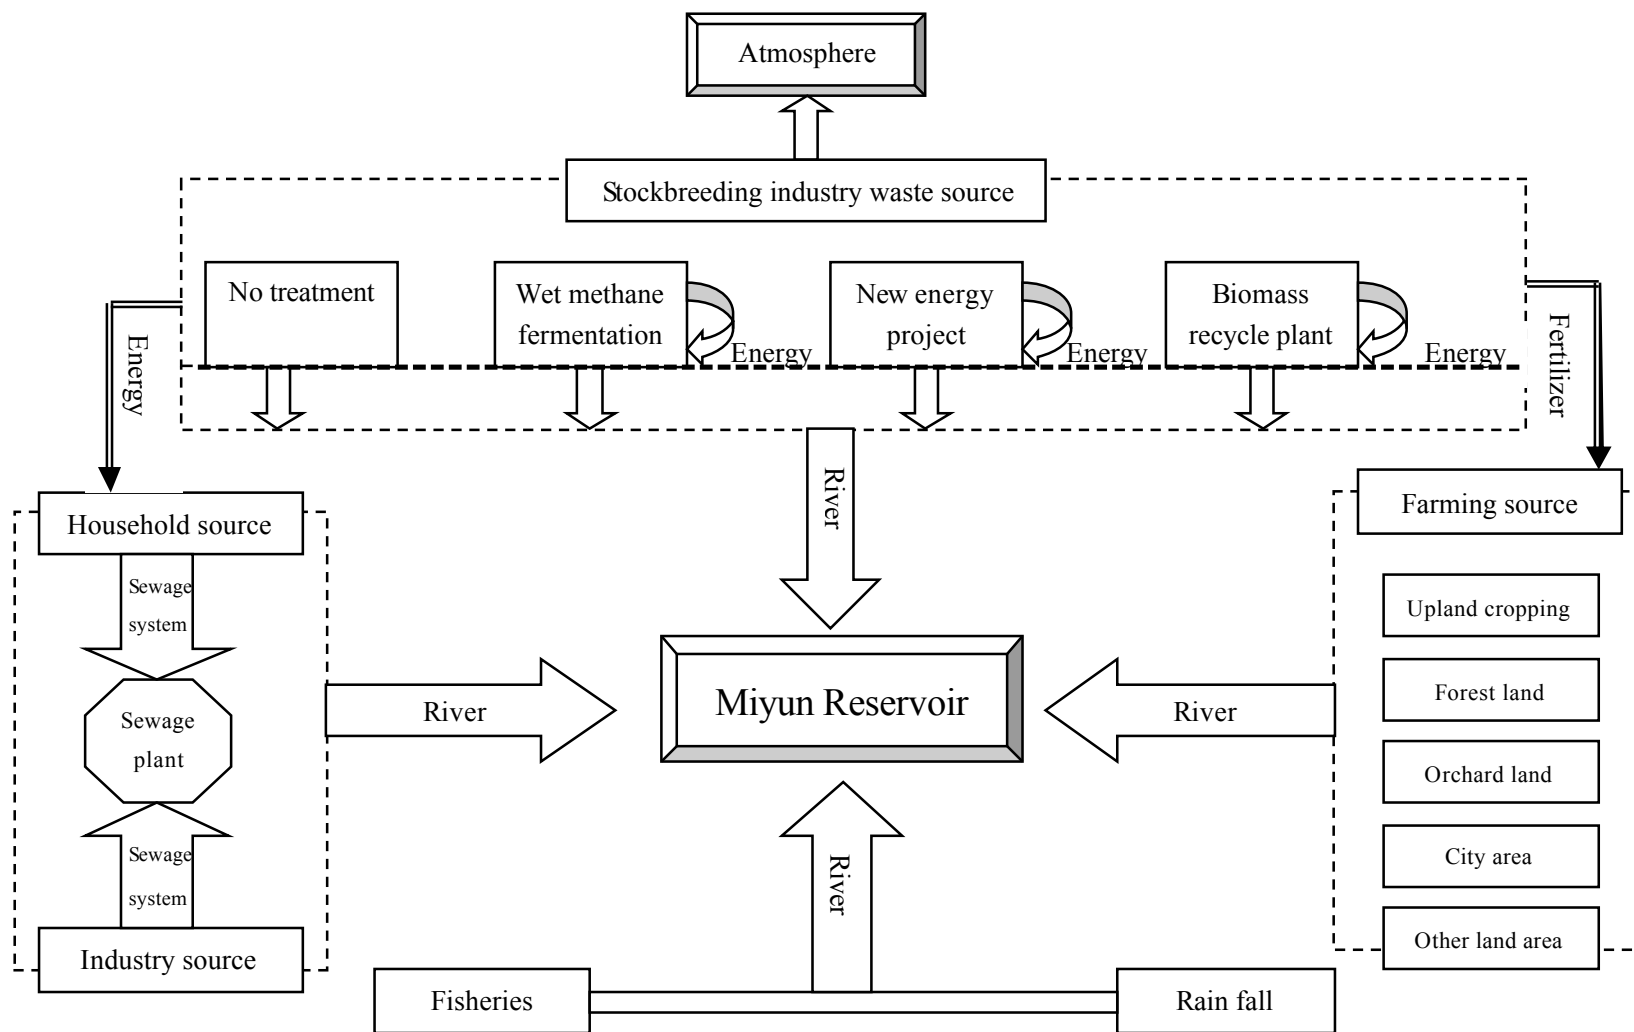 Atmosphere
Stockbreeding industry waste source
No treatment
Wet methane
fermentation
Energy
New energy
project
Energy
Biomass
recycle plant
Energy
Energy
Fertilizer
River
Household source
Sewage
system
Sewage
plant
Sewage
system
Industry source
River
Miyun Reservoir
River
Farming source
Upland cropping
Forest land
Orchard land
City area
Other land area
River
Fisheries
Rain fall